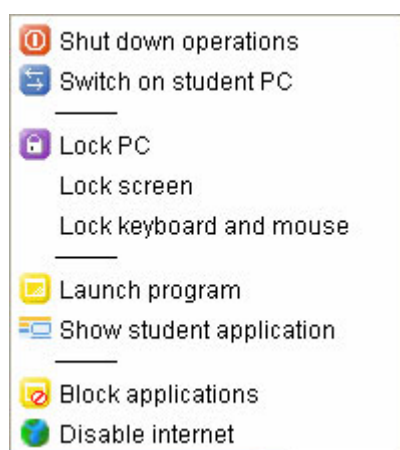 Shut down operations
Switch on student PC
Lock PC
Lock screen
Lock keyboard and mouse
Launch program
Show student application
Block applications
Disable internet